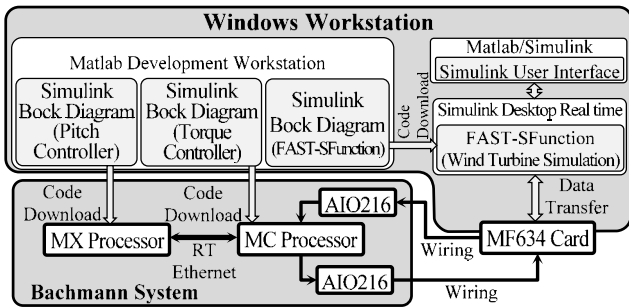 Windows Workstation
Matlab Development Workstation
Simulink
Bock Diagram
(Pitch
Controller)
Simulink
Bock Diagram
(Torque
Controller)
Simulink
Bock Diagram
(FAST-SFunction)
Code
Download
Matlab/Simulink
Simulink User Interface
Simulink Desktop Real time
FAST-SFunction
(Wind Turbine Simulation)
Data
Transfer
MF634 Card
Code
Download
Code
Download
AIO216
MX Processor
RT
Ethernet
MC Processor
AIO216
Wiring
Wiring
Bachmann System